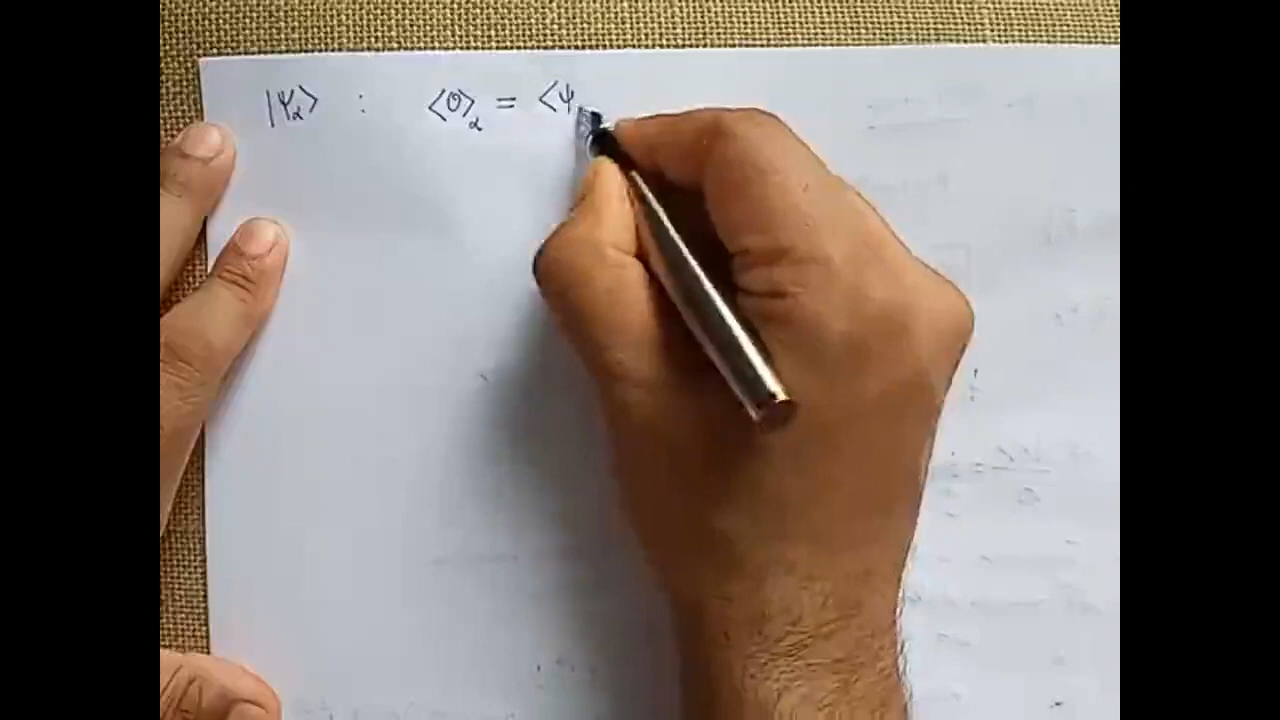 |Ψ_α⟩ : ⟨O⟩_α = ⟨Ψ